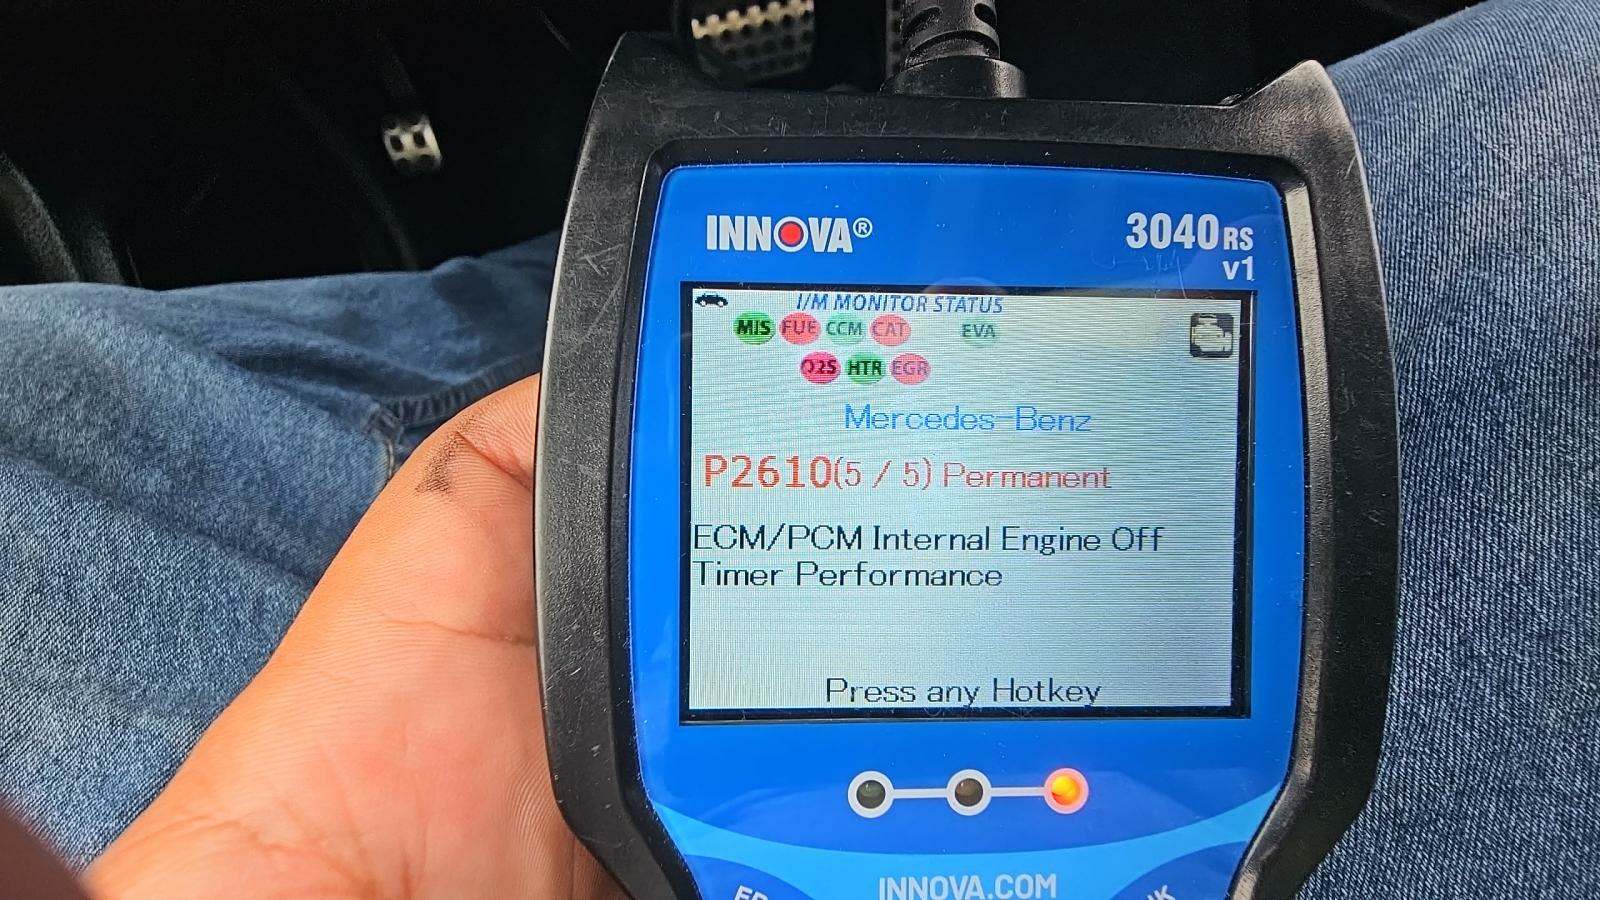 INNOVA®
3040RS
v1
I/M MONITOR STATUS
MIS FUE CCM CAT EVA
O2S HTR EGR
Mercedes-Benz
P2610(5 / 5) Permanent
ECM/PCM Internal Engine Off
Timer Performance
Press any Hotkey
INNOVA.COM